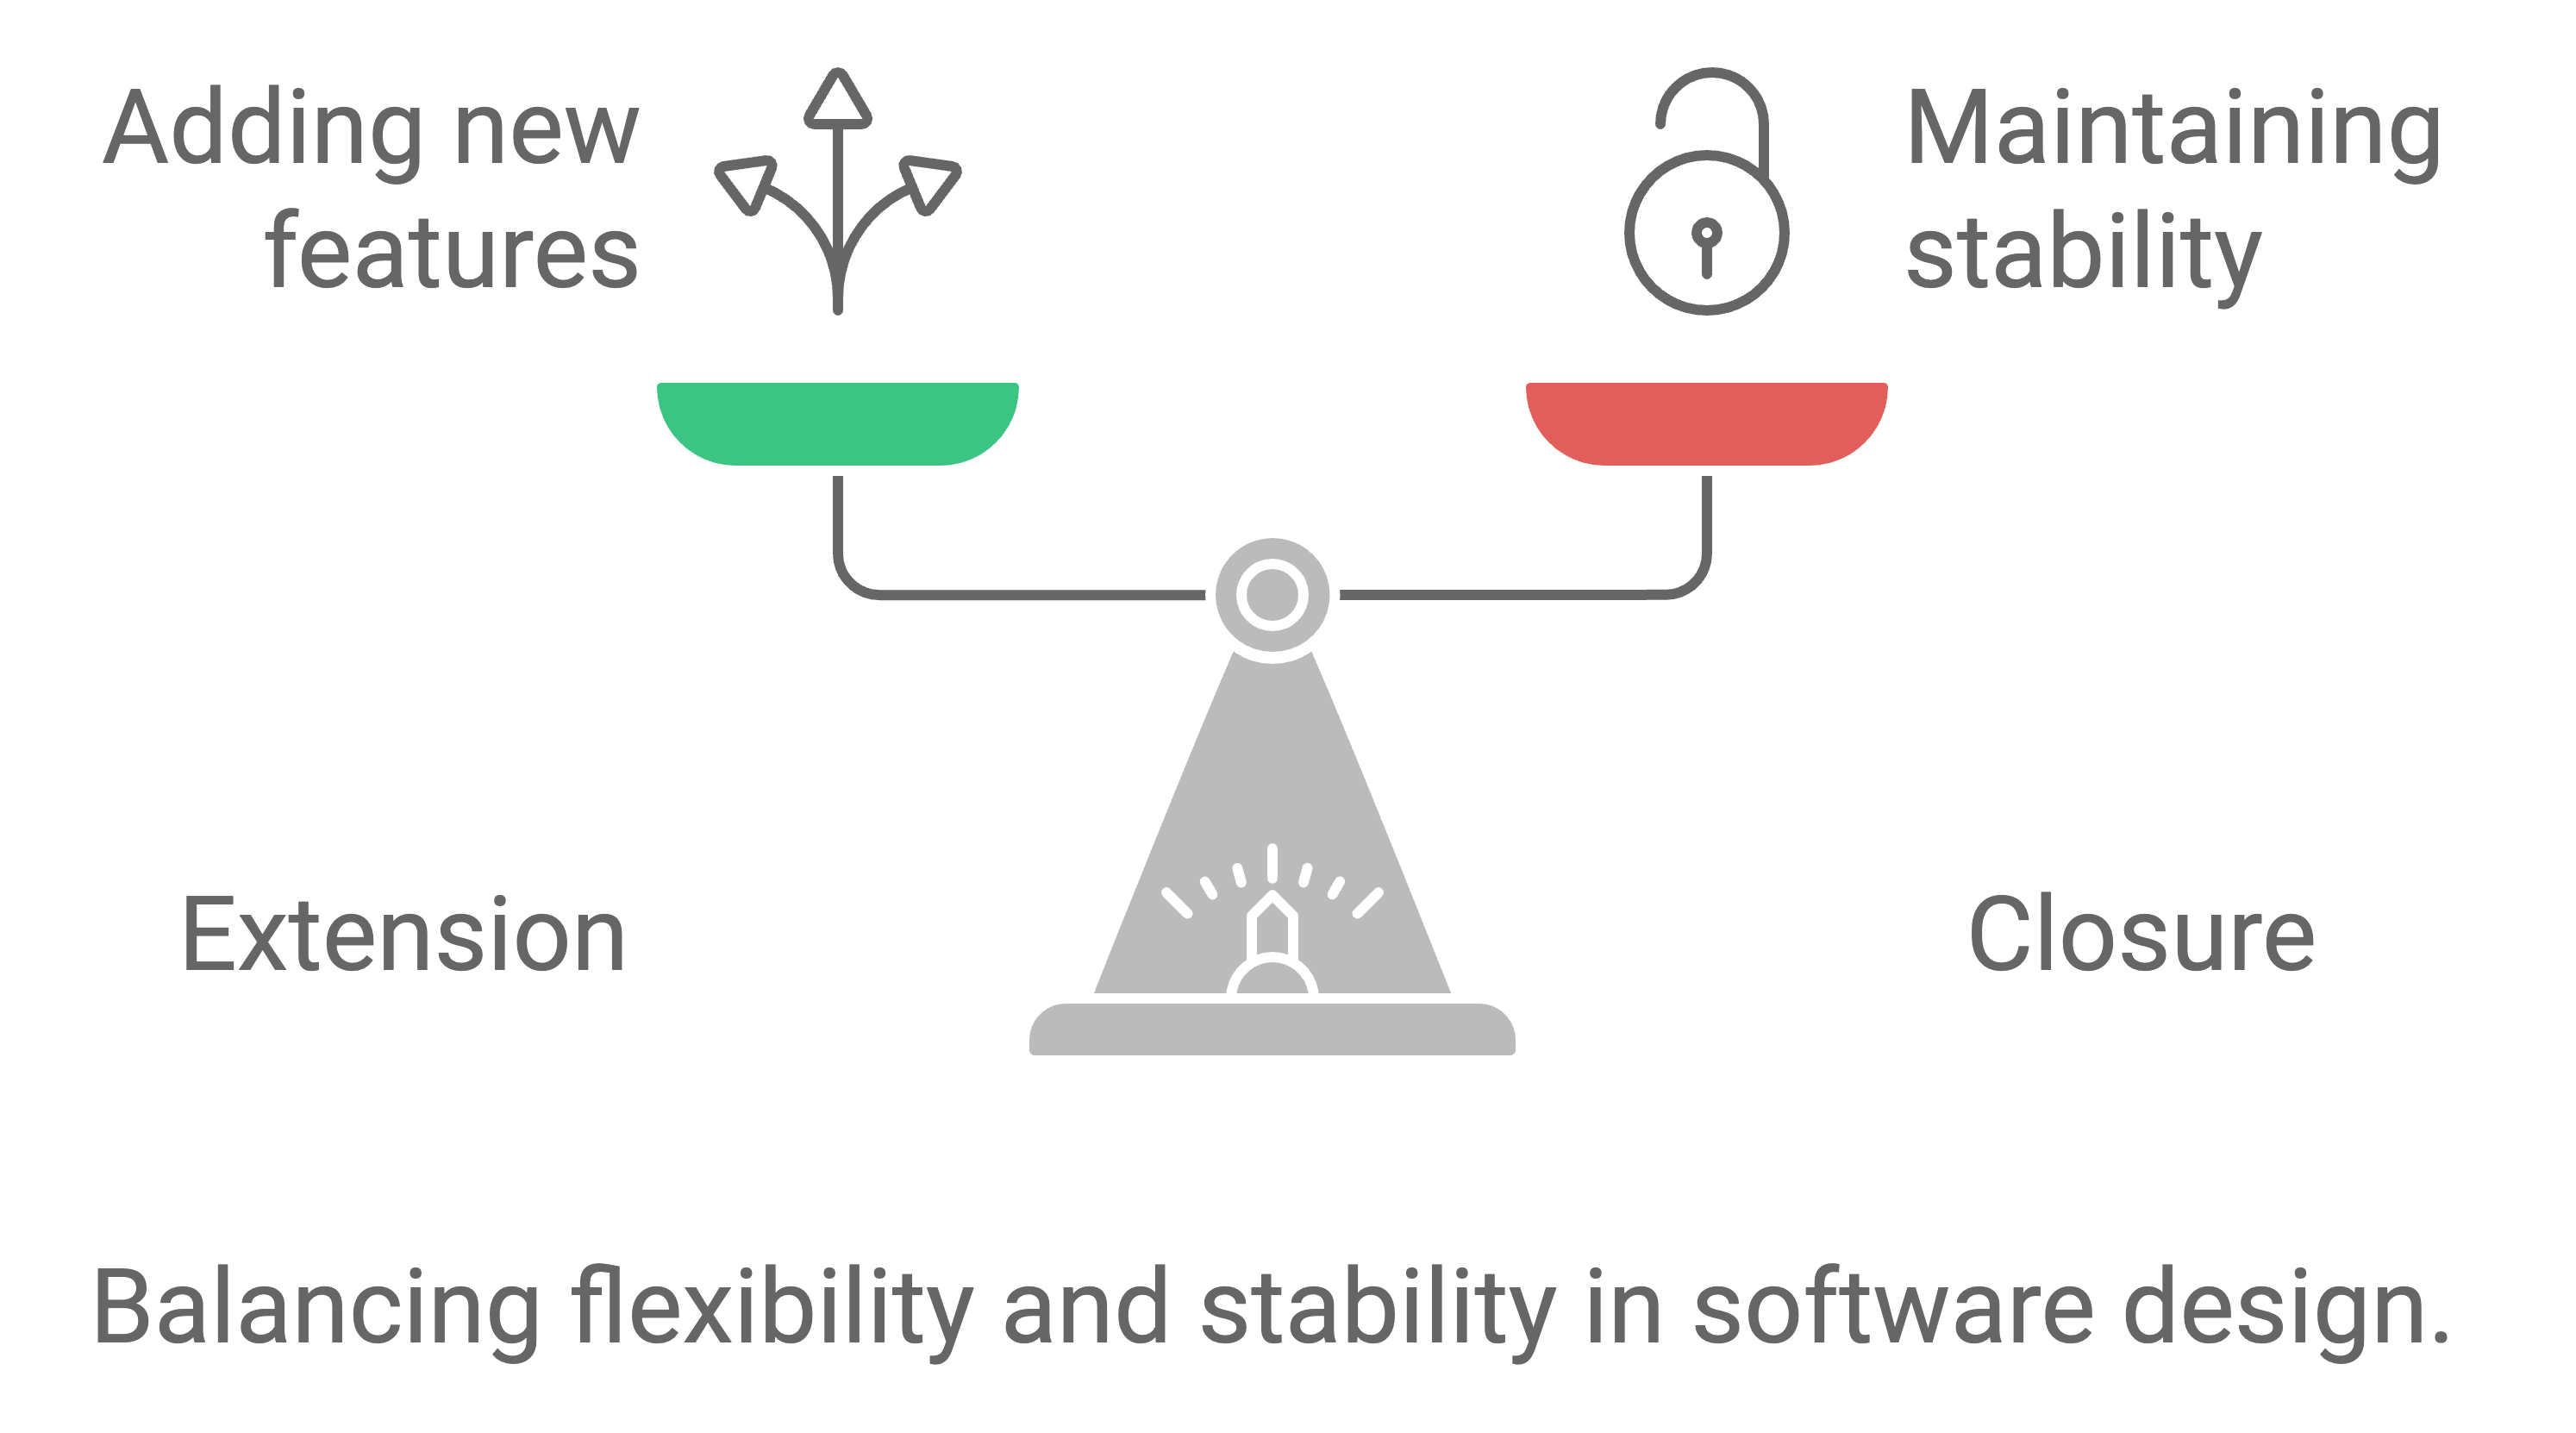 Adding new
features
Maintaining
stability
Extension
Closure
Balancing flexibility and stability in software design.